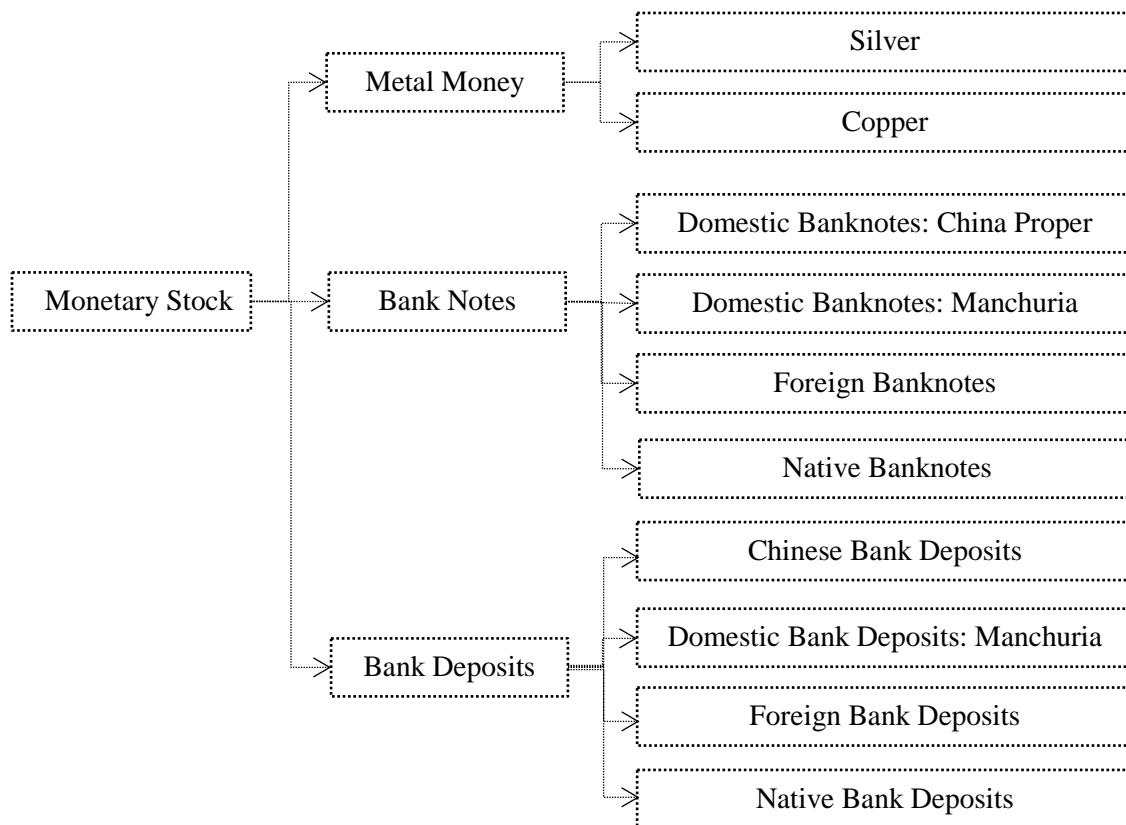 Monetary Stock
Metal Money
Silver
Copper
Bank Notes
Domestic Banknotes: China Proper
Domestic Banknotes: Manchuria
Foreign Banknotes
Native Banknotes
Bank Deposits
Chinese Bank Deposits
Domestic Bank Deposits: Manchuria
Foreign Bank Deposits
Native Bank Deposits